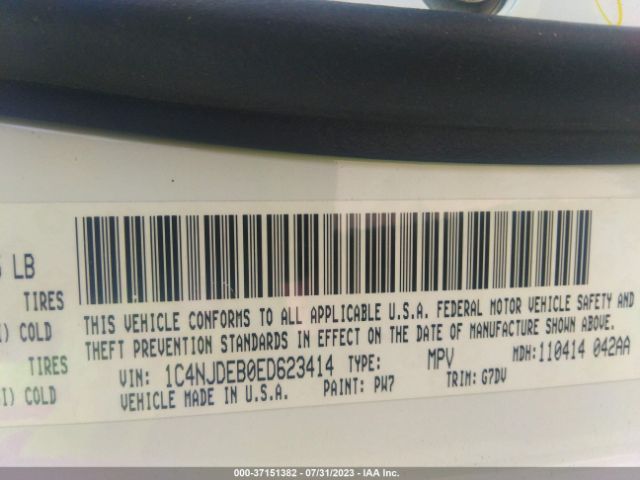 LB
TIRES
COLD
TIRES
COLD
THIS VEHICLE CONFORMS TO ALL APPLICABLE U.S.A. FEDERAL MOTOR VEHICLE SAFETY AND
THEFT PREVENTION STANDARDS IN EFFECT ON THE DATE OF MANUFACTURE SHOWN ABOVE.
VIN: 1C4NJDEB0ED623414 TYPE: MPV MDH:110414 042AA
VEHICLE MADE IN U.S.A. PAINT: PW7 TRIM: G7DV
000-37151382 - 07/31/2023 - IAA Inc.